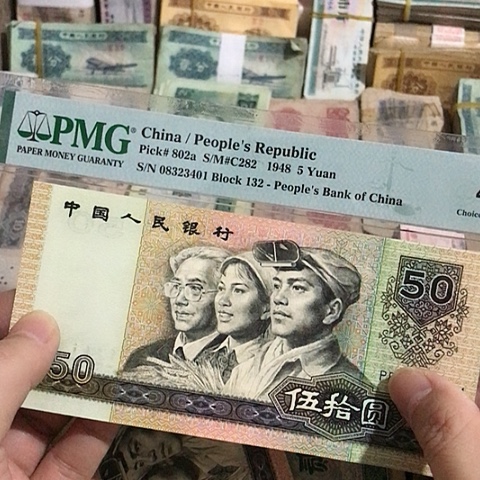 PMG
PAPER MONEY GUARANTY
China / People's Republic
Pick# 802a S/M#C282 1948 5 Yuan
S/N 08323401 Block 132 - People's Bank of China
Choice
中国人民银行
50
50
伍拾圆